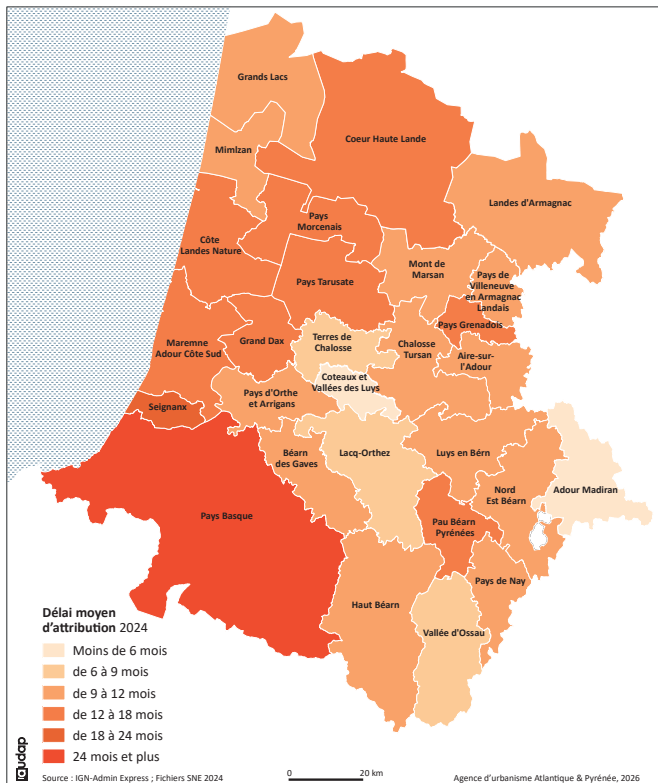 Grands Lacs
Coeur Haute Lande
Mimlzan
Landes d'Armagnac
Pays
Morcenais
Côte
Landes Nature
Mont de
Marsan
Pays de
Villeneuve
en Armagnac
Landais
Pays Tarusate
Pays Grenadois
Maremne
Adour Côte Sud
Grand Dax
Terres de
Chalosse
Chalosse
Tursan
Aire-sur-
l'Adour
Coteaux et
Vallées des Luys
Pays d'Orthe
et Arrigans
Seignanx
Béarn
des Gaves
Lacq-Orthez
Luys en Bérn
Nord
Est Béarn
Adour Madiran
Pays Basque
Pau Béarn
Pyrénées
Pays de Nay
Haut Béarn
Vallée d'Ossau
Délai moyen
d'attribution 2024
Moins de 6 mois
de 6 à 9 mois
de 9 à 12 mois
de 12 à 18 mois
de 18 à 24 mois
24 mois et plus
audap
Source : IGN-Admin Express ; Fichiers SNE 2024
0 20 km
Agence d'urbanisme Atlantique & Pyrénée, 2026